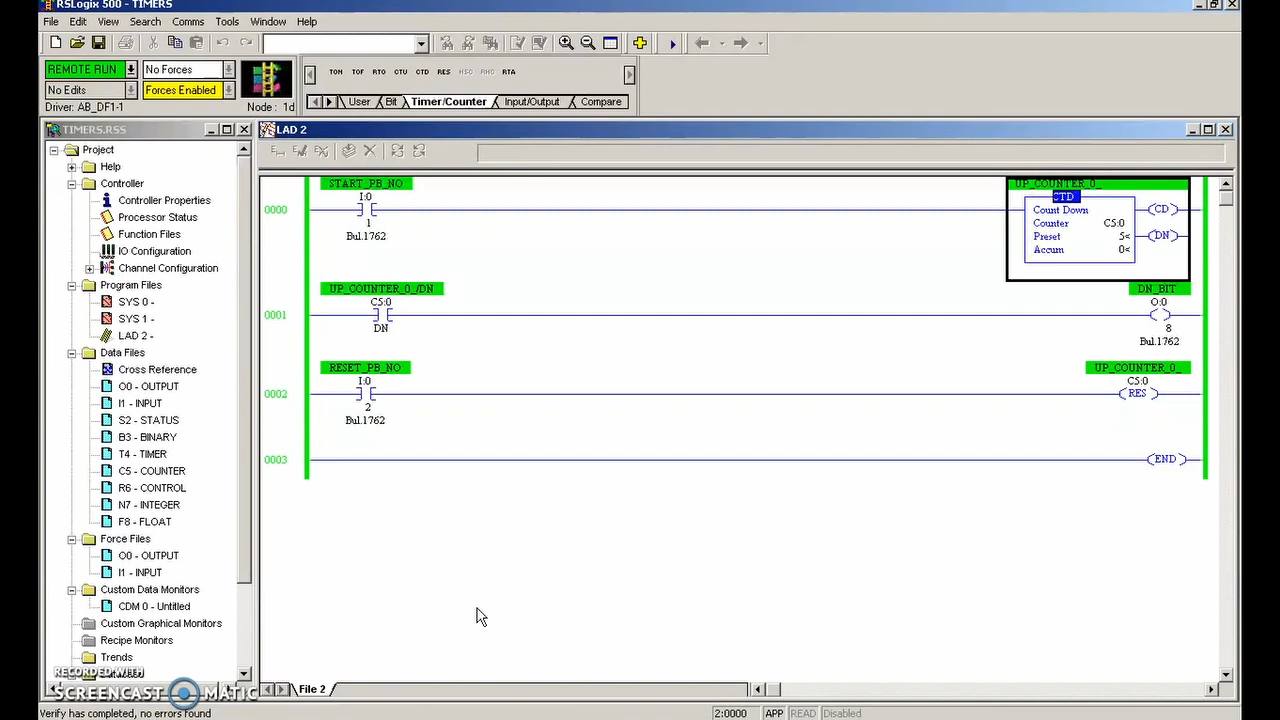 RSLogix 500 - TIMERS
File Edit View Search Comms Tools Window Help
REMOTE RUN No Forces
No Edits Forces Enabled
Driver: AB_DF1-1 Node : 1d
TON TOF RTO CTU CTD RES HSC RHC RTA
User Bit Timer/Counter Input/Output Compare
TIMERS.RSS
Project
Help
Controller
Controller Properties
Processor Status
Function Files
IO Configuration
Channel Configuration
Program Files
SYS 0 -
SYS 1 -
LAD 2 -
Data Files
Cross Reference
O0 - OUTPUT
I1 - INPUT
S2 - STATUS
B3 - BINARY
T4 - TIMER
C5 - COUNTER
R6 - CONTROL
N7 - INTEGER
F8 - FLOAT
Force Files
O0 - OUTPUT
I1 - INPUT
Custom Data Monitors
CDM 0 - Untitled
Custom Graphical Monitors
Recipe Monitors
Trends
LAD 2
START_PB_NO UP_COUNTER_0_
I:0 CTD
0000 Count Down CD
1 Counter C5:0
Bul.1762 Preset 5< DN
Accum 0<
UP_COUNTER_0_/DN DN_BIT
C5:0 O:0
0001
DN 8
Bul.1762
RESET_PB_NO UP_COUNTER_0_
I:0 C5:0
0002 RES
2
Bul.1762
0003 END
File 2
RECORDED WITH
SCREENCAST MATIC
Verify has completed, no errors found 2:0000 APP READ Disabled